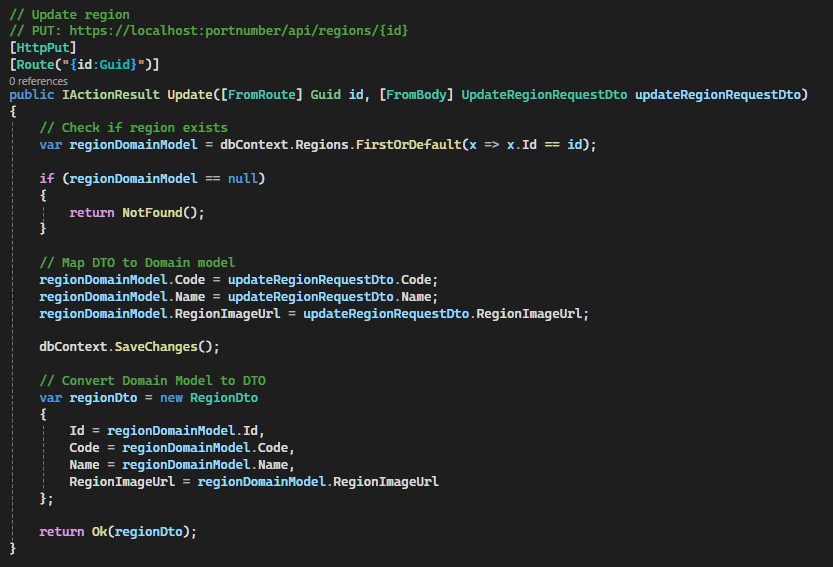 // Update region
// PUT: https://localhost:portnumber/api/regions/{id}
[HttpPut]
[Route("{id:Guid}")]
0 references
public IActionResult Update([FromRoute] Guid id, [FromBody] UpdateRegionRequestDto updateRegionRequestDto)
{
// Check if region exists
var regionDomainModel = dbContext.Regions.FirstOrDefault(x => x.Id == id);
if (regionDomainModel == null)
{
return NotFound();
}
// Map DTO to Domain model
regionDomainModel.Code = updateRegionRequestDto.Code;
regionDomainModel.Name = updateRegionRequestDto.Name;
regionDomainModel.RegionImageUrl = updateRegionRequestDto.RegionImageUrl;
dbContext.SaveChanges();
// Convert Domain Model to DTO
var regionDto = new RegionDto
{
Id = regionDomainModel.Id,
Code = regionDomainModel.Code,
Name = regionDomainModel.Name,
RegionImageUrl = regionDomainModel.RegionImageUrl
};
return Ok(regionDto);
}